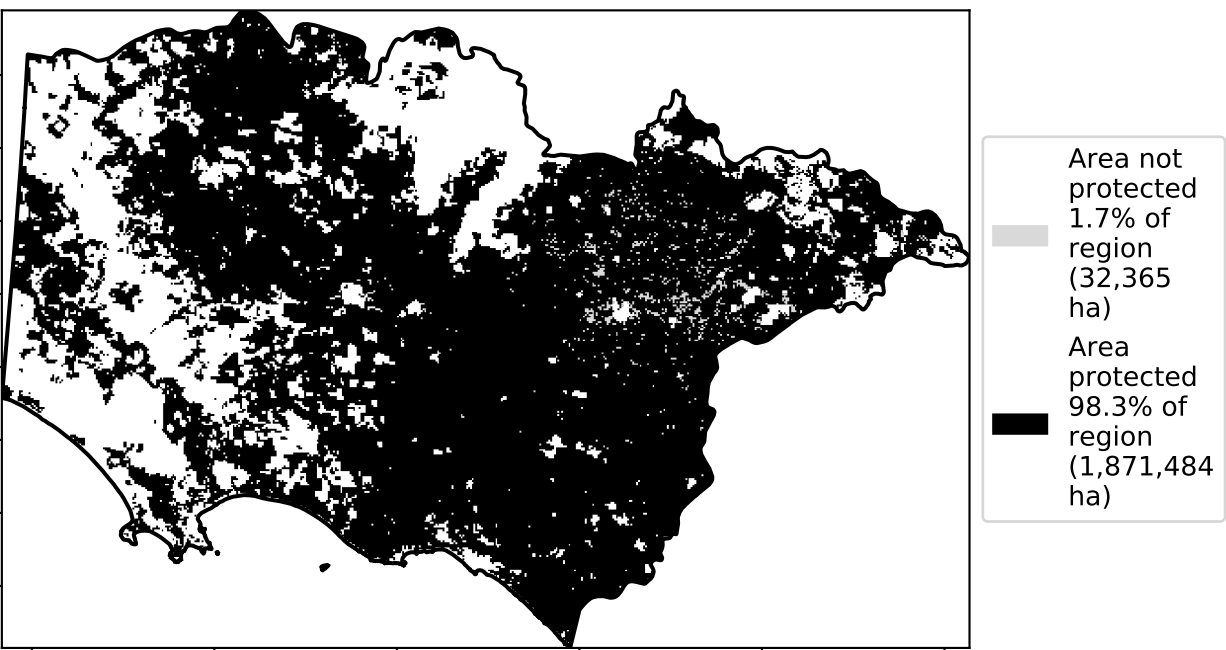 Area not
protected
1.7% of
region
(32,365
ha)
Area
protected
98.3% of
region
(1,871,484
ha)